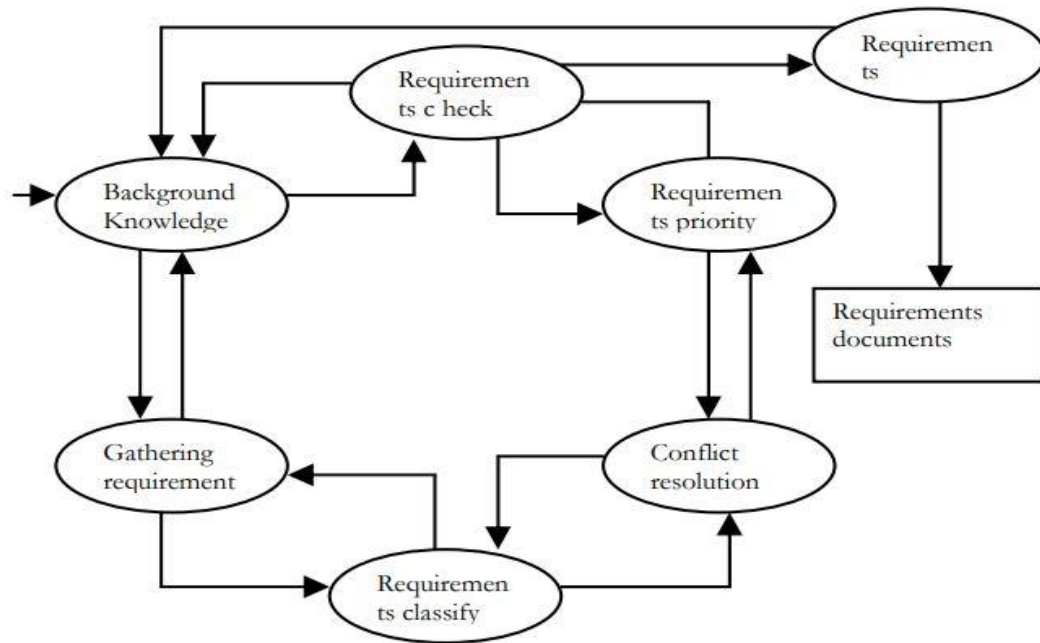 Requiremen
ts
Requiremen
ts c heck
Background
Knowledge
Requiremen
ts priority
Requirements
documents
Gathering
requirement
Conflict
resolution
Requiremen
ts classify